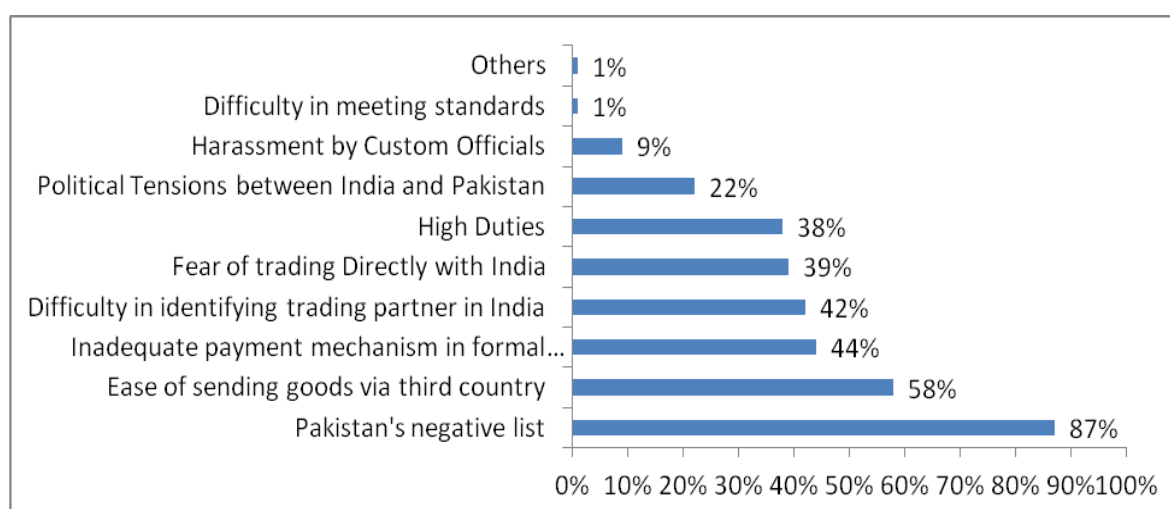 Others 1%
Difficulty in meeting standards 1%
Harassment by Custom Officials 9%
Political Tensions between India and Pakistan 22%
High Duties 38%
Fear of trading Directly with India 39%
Difficulty in identifying trading partner in India 42%
Inadequate payment mechanism in formal... 44%
Ease of sending goods via third country 58%
Pakistan's negative list 87%
0% 10% 20% 30% 40% 50% 60% 70% 80% 90% 100%